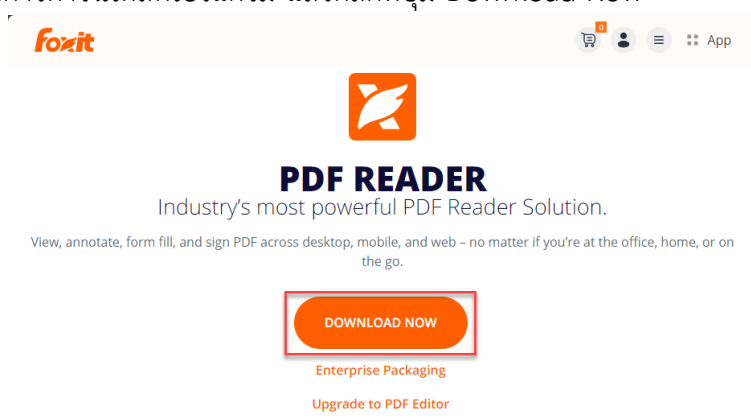 Download Now
foxit
0
App
PDF READER
Industry's most powerful PDF Reader Solution.
View, annotate, form fill, and sign PDF across desktop, mobile, and web – no matter if you're at the office, home, or on
the go.
DOWNLOAD NOW
Enterprise Packaging
Upgrade to PDF Editor